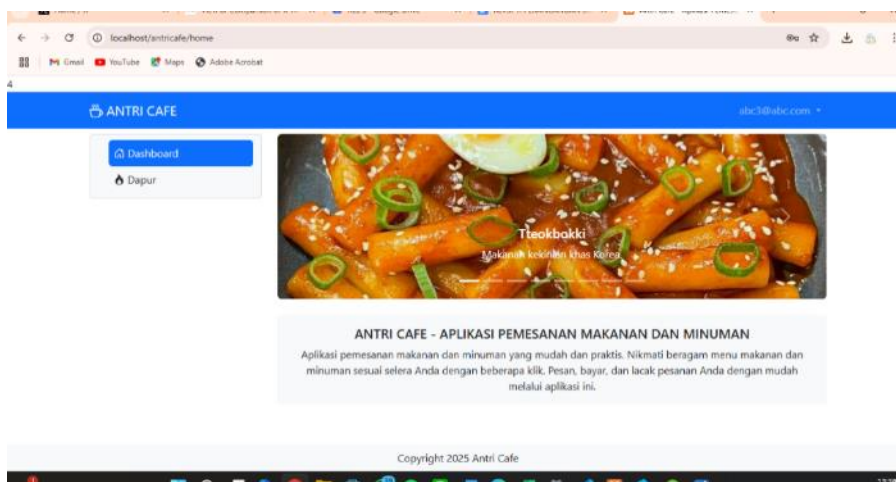 localhost/antricafe/home
Gmail YouTube Maps Adobe Acrobat
4
ANTRI CAFE abc3@abc.com
Dashboard
Dapur
Tteokbokki
Makanan kekinian khas Korea
ANTRI CAFE - APLIKASI PEMESANAN MAKANAN DAN MINUMAN
Aplikasi pemesanan makanan dan minuman yang mudah dan praktis. Nikmati beragam menu makanan dan
minuman sesuai selera Anda dengan beberapa klik. Pesan, bayar, dan lacak pesanan Anda dengan mudah
melalui aplikasi ini.
Copyright 2025 Antri Cafe